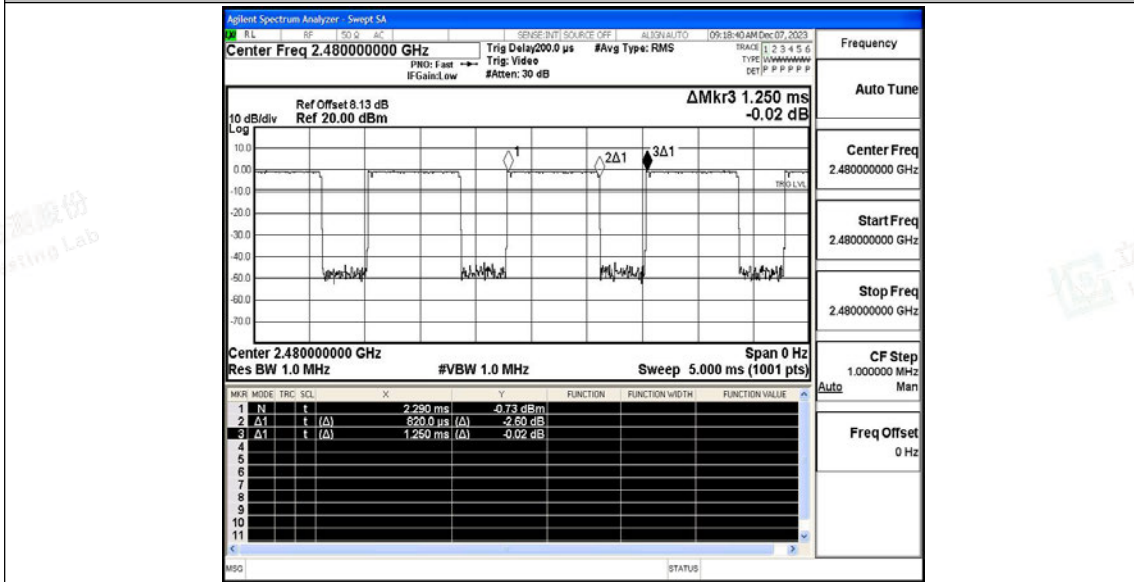 Agilent Spectrum Analyzer - Swept SA
RL RF 50 Ω AC SENSE:INT SOURCE OFF ALIGN AUTO 09:18:40 AM Dec 07, 2023
Center Freq 2.480000000 GHz
Trig Delay200.0 µs #Avg Type: RMS
TRACE 1 2 3 4 5 6
PNO: Fast Trig: Video
TYPE WWWWWW
IFGain:Low #Atten: 30 dB
DET P P P P P P
ΔMkr3 1.250 ms
-0.02 dB
Ref Offset 8.13 dB
10 dB/div Ref 20.00 dBm
Log
10.0
0.00
-10.0
-20.0
-30.0
-40.0
-50.0
-60.0
-70.0
1
2Δ1
3Δ1
TRIG LVL
Center 2.480000000 GHz Span 0 Hz
Res BW 1.0 MHz #VBW 1.0 MHz Sweep 5.000 ms (1001 pts)
MKR MODE TRC SCL X Y FUNCTION FUNCTION WIDTH FUNCTION VALUE
1 N t 2.290 ms -0.73 dBm
2 Δ1 t (Δ) 820.0 µs (Δ) -2.60 dB
3 Δ1 t (Δ) 1.250 ms (Δ) -0.02 dB
4
5
6
7
8
9
10
11
MSG STATUS
Frequency
Auto Tune
Center Freq
2.480000000 GHz
Start Freq
2.480000000 GHz
Stop Freq
2.480000000 GHz
CF Step
1.000000 MHz
Auto Man
Freq Offset
0 Hz
股份
Lab
立